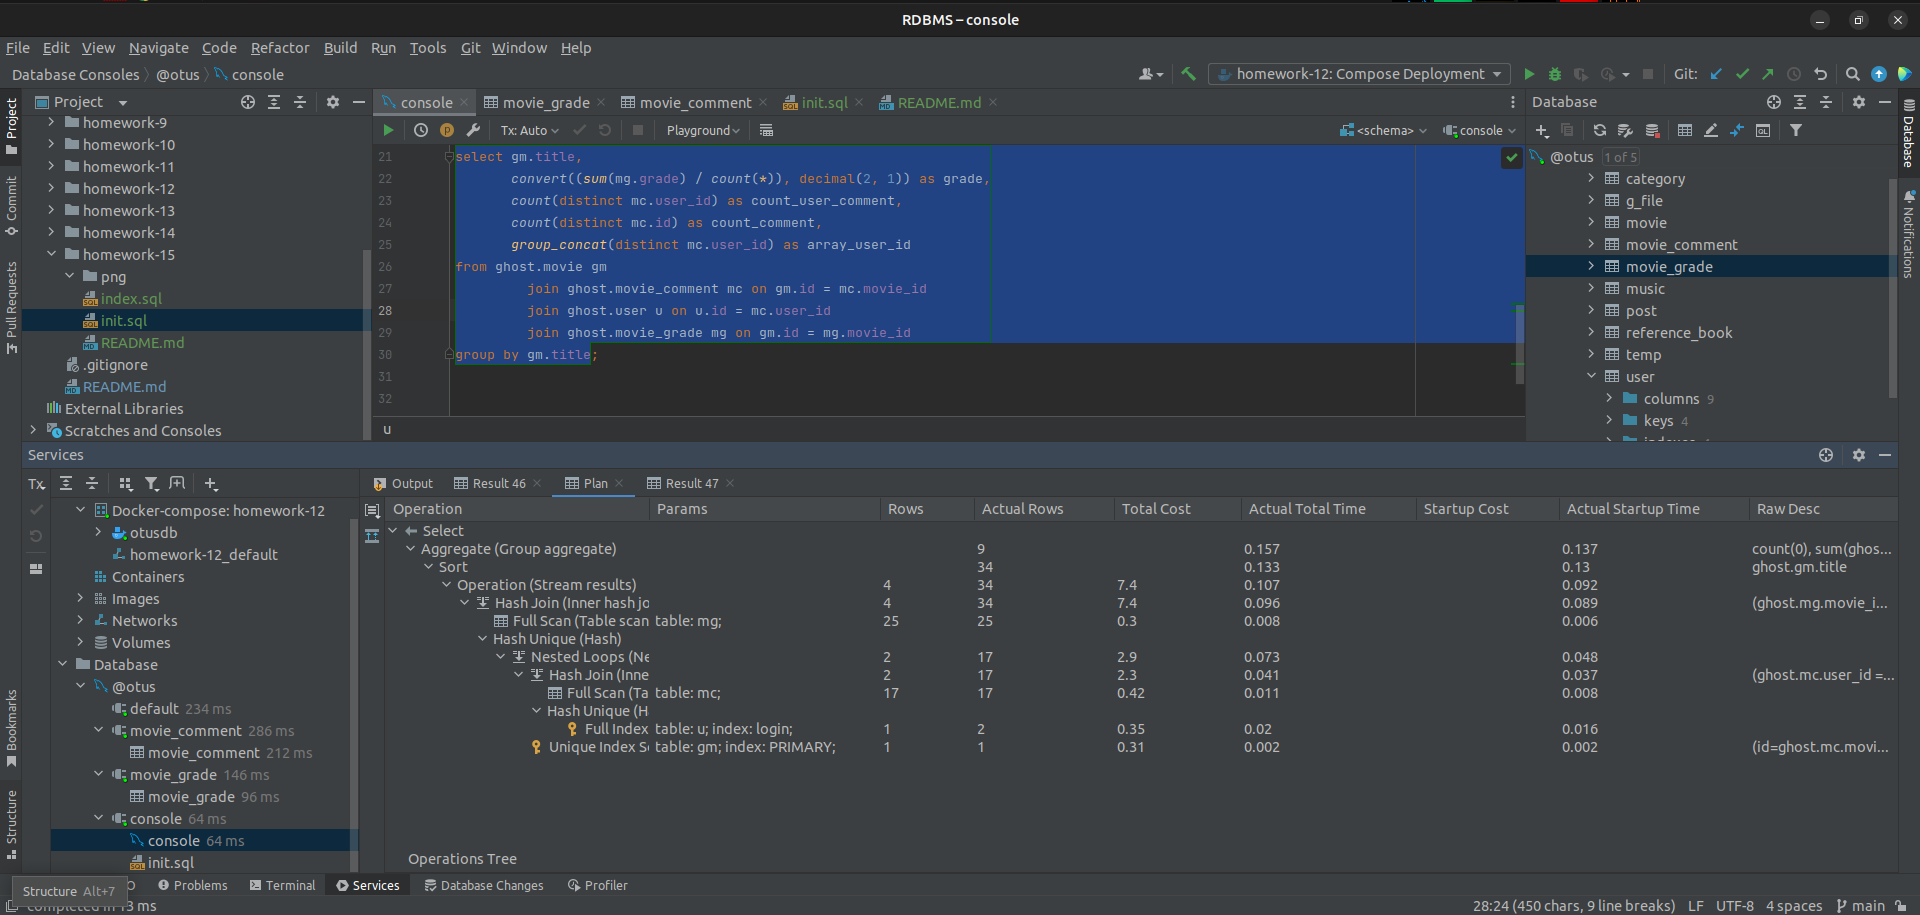 RDBMS – console
File Edit View Navigate Code Refactor Build Run Tools Git Window Help
Database Consoles @otus console
homework-12: Compose Deployment
Git:
Project
console
movie_grade
movie_comment
init.sql
README.md
Database
Tx: Auto
Playground
<schema>
console
Project
Commit
Pull Requests
Bookmarks
Structure
homework-9
homework-10
homework-11
homework-12
homework-13
homework-14
homework-15
png
index.sql
init.sql
README.md
.gitignore
README.md
External Libraries
Scratches and Consoles
21 select gm.title,
22 convert((sum(mg.grade) / count(*)), decimal(2, 1)) as grade,
23 count(distinct mc.user_id) as count_user_comment,
24 count(distinct mc.id) as count_comment,
25 group_concat(distinct mc.user_id) as array_user_id
26 from ghost.movie gm
27 join ghost.movie_comment mc on gm.id = mc.movie_id
28 join ghost.user u on u.id = mc.user_id
29 join ghost.movie_grade mg on gm.id = mg.movie_id
30 group by gm.title;
31
32
u
@otus 1 of 5
category
g_file
movie
movie_comment
movie_grade
music
post
reference_book
temp
user
columns 9
keys 4
Database
Notifications
Services
Tx
Docker-compose: homework-12
otusdb
homework-12_default
Containers
Images
Networks
Volumes
Database
@otus
default 234 ms
movie_comment 286 ms
movie_comment 212 ms
movie_grade 146 ms
movie_grade 96 ms
console 64 ms
console 64 ms
init.sql
Output Result 46 Plan Result 47
Operation Params Rows Actual Rows Total Cost Actual Total Time Startup Cost Actual Startup Time Raw Desc
Select
Aggregate (Group aggregate) 9 0.157 0.137 count(0), sum(ghos...
Sort 34 0.133 0.13 ghost.gm.title
Operation (Stream results) 4 34 7.4 0.107 0.092
Hash Join (Inner hash jo 4 34 7.4 0.096 0.089 (ghost.mg.movie_i...
Full Scan (Table scan table: mg; 25 25 0.3 0.008 0.006
Hash Unique (Hash)
Nested Loops (Ne 2 17 2.9 0.073 0.048
Hash Join (Inne 2 17 2.3 0.041 0.037 (ghost.mc.user_id =...
Full Scan (Ta table: mc; 17 17 0.42 0.011 0.008
Hash Unique (H
Full Index table: u; index: login; 1 2 0.35 0.02 0.016
Unique Index S table: gm; index: PRIMARY; 1 1 0.31 0.002 0.002 (id=ghost.mc.movi...
Operations Tree
Structure Alt+7
Problems Terminal Services Database Changes Profiler
completed in 13 ms
28:24 (450 chars, 9 line breaks) LF UTF-8 4 spaces main